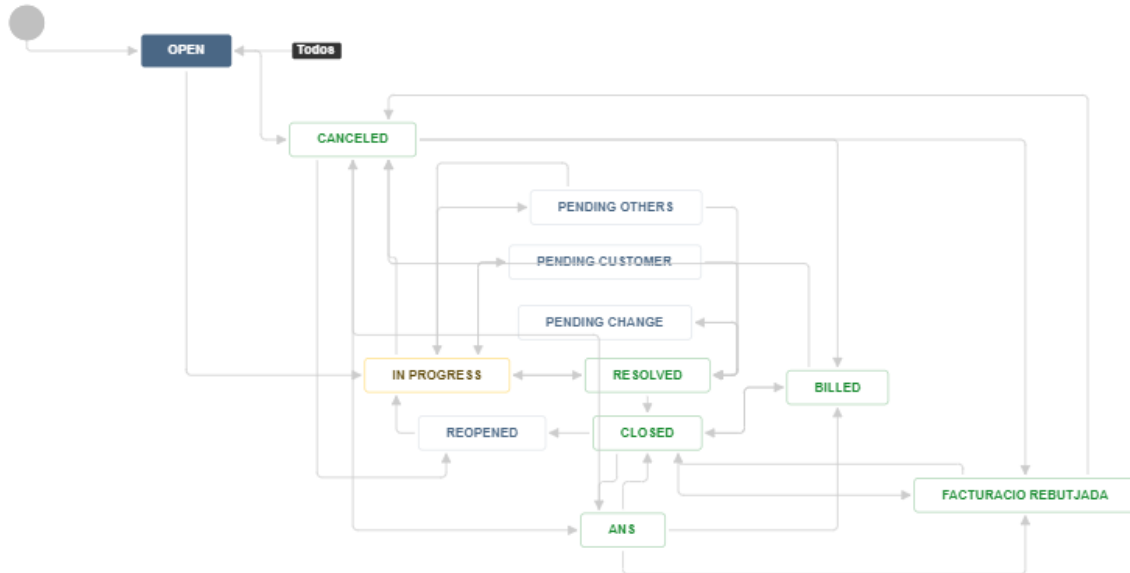 OPEN
Todos
CANCELED
PENDING OTHERS
PENDING CUSTOMER
PENDING CHANGE
IN PROGRESS
RESOLVED
BILLED
REOPENED
CLOSED
FACTURACIO REBUTJADA
ANS